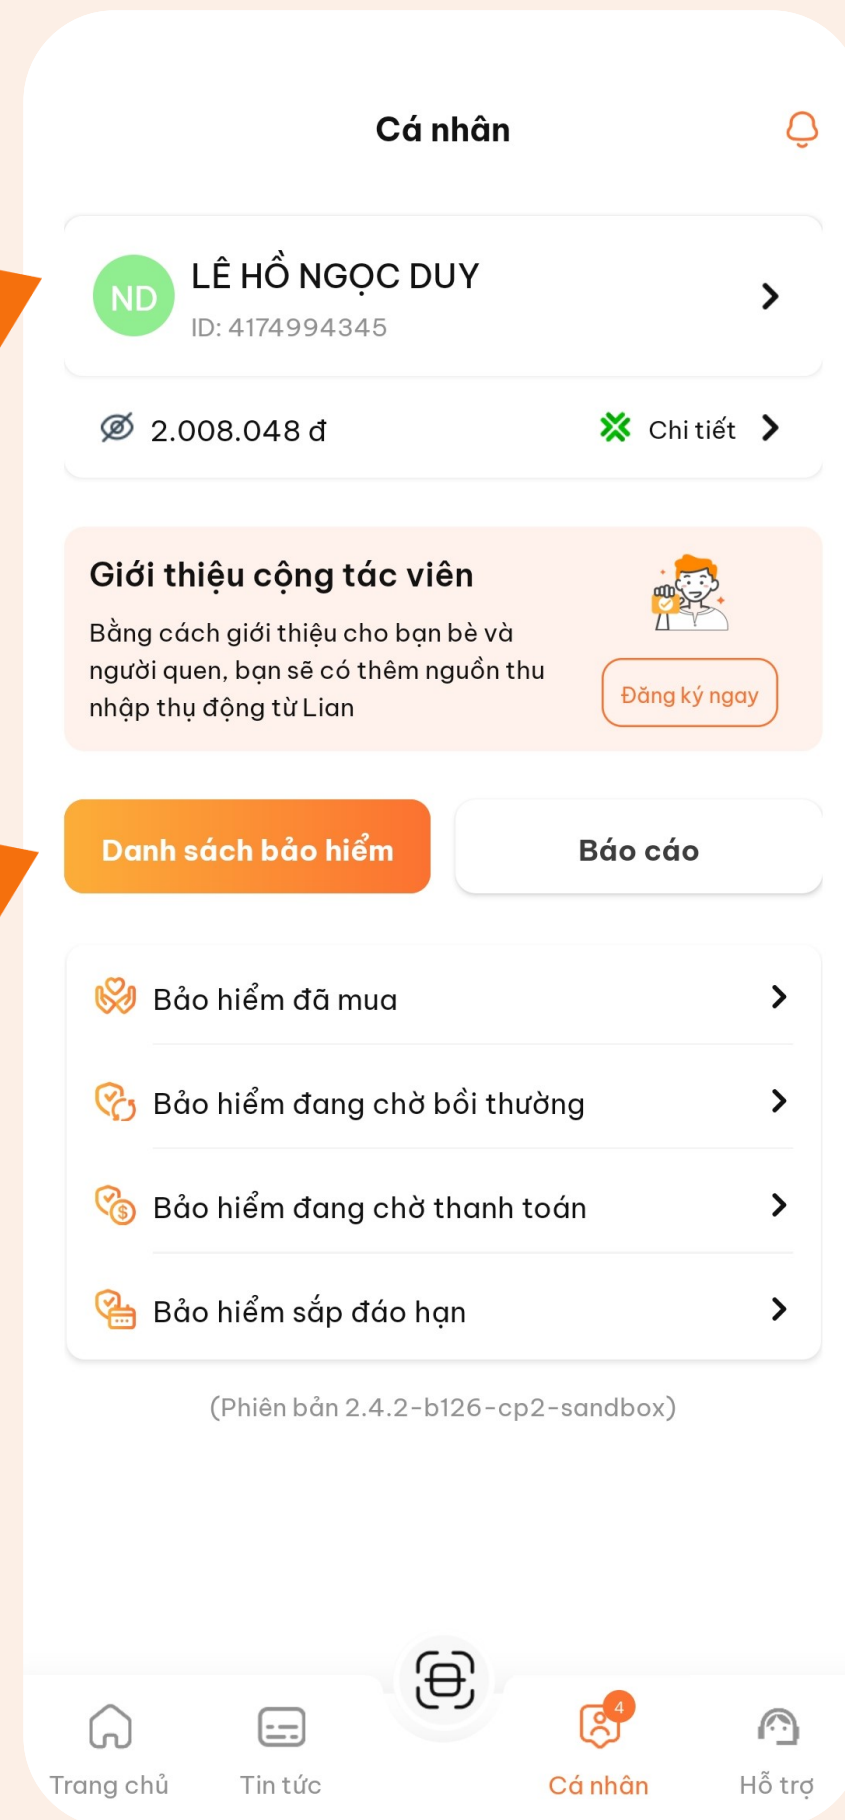 Cá nhân
ND
LÊ HỒ NGỌC DUY
ID: 4174994345
2.008.048 đ
Chi tiết
Giới thiệu cộng tác viên
Bằng cách giới thiệu cho bạn bè và
người quen, bạn sẽ có thêm nguồn thu
nhập thụ động từ Lian
Đăng ký ngay
Danh sách bảo hiểm
Báo cáo
Bảo hiểm đã mua
Bảo hiểm đang chờ bồi thường
Bảo hiểm đang chờ thanh toán
Bảo hiểm sắp đáo hạn
(Phiên bản 2.4.2-b126-cp2-sandbox)
4
Trang chủ
Tin tức
Cá nhân
Hỗ trợ